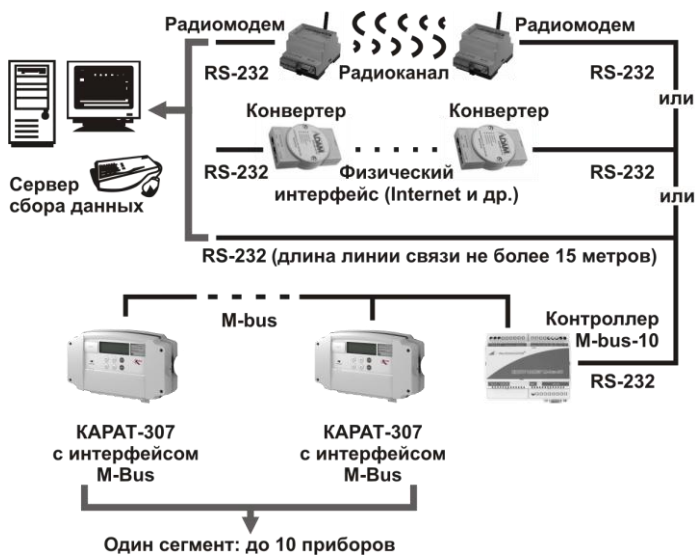 Радиомодем
Радиомодем
RS-232
Радиоканал
RS-232
или
Конвертер
Конвертер
RS-232
Физический
интерфейс (Internet и др.)
RS-232
или
Сервер
сбора данных
RS-232 (длина линии связи не более 15 метров)
M-bus
Контроллер
M-bus-10
RS-232
КАРАТ-307
с интерфейсом
M-Bus
КАРАТ-307
с интерфейсом
M-Bus
Один сегмент: до 10 приборов